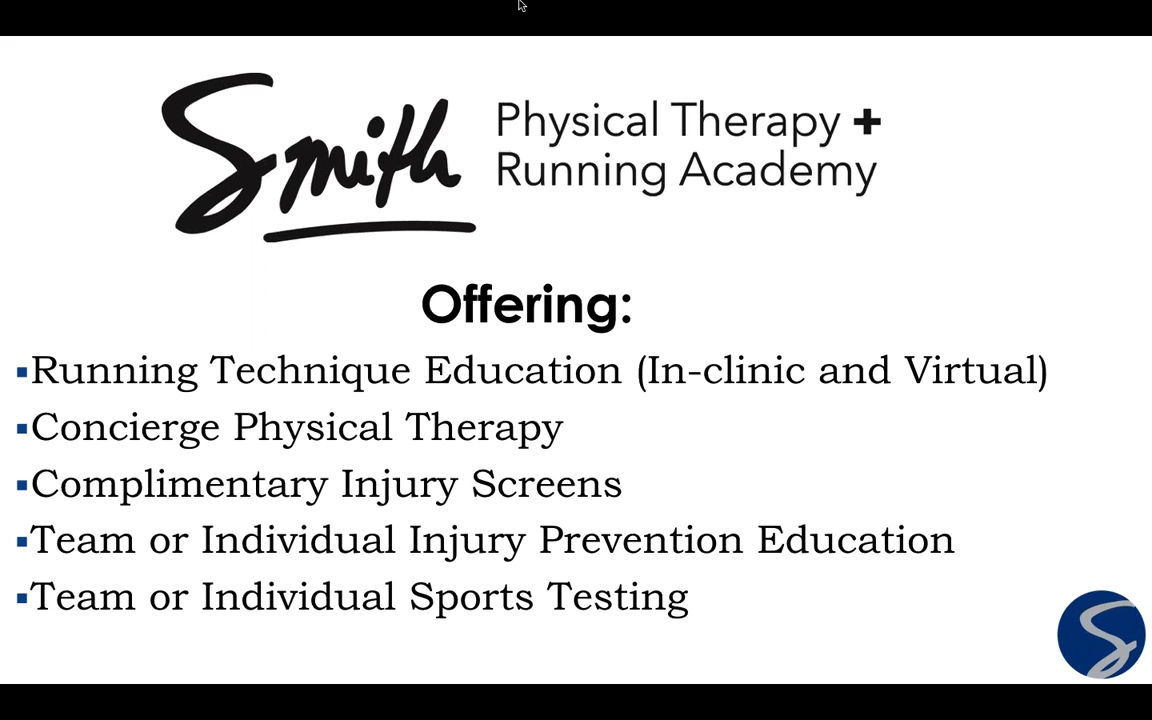 Smith Physical Therapy +
Running Academy
Offering:
▪Running Technique Education (In-clinic and Virtual)
▪Concierge Physical Therapy
▪Complimentary Injury Screens
▪Team or Individual Injury Prevention Education
▪Team or Individual Sports Testing
S